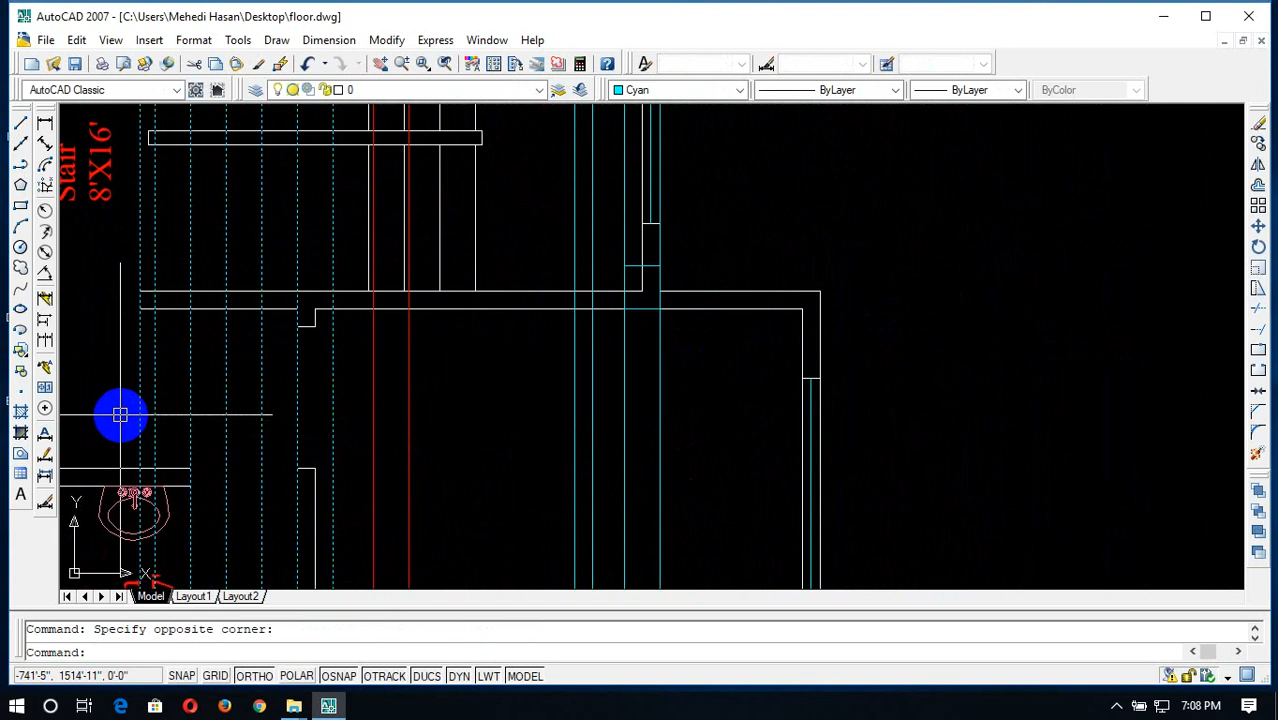 AutoCAD 2007 - [C:\Users\Mehedi Hasan\Desktop\floor.dwg]
File Edit View Insert Format Tools Draw Dimension Modify Express Window Help
AutoCAD Classic 0 Cyan ByLayer ByLayer ByColor
Stair
8'X16'
Y
X
Model Layout1 Layout2
Command: Specify opposite corner:
Command:
-741'-5", 1514'-11", 0'-0" SNAP GRID ORTHO POLAR OSNAP OTRACK DUCS DYN LWT MODEL
7:08 PM